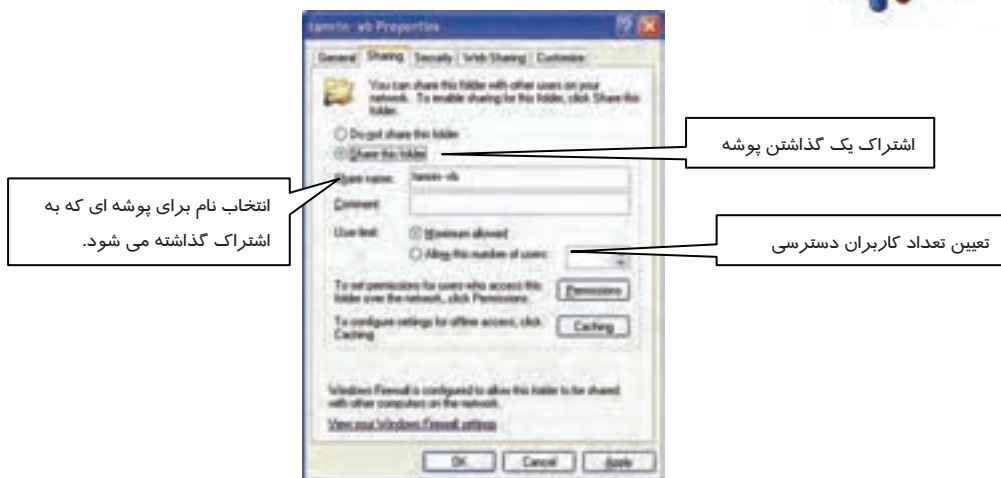 tamrin-vb Properties
General Sharing Security Web Sharing Customize
You can share this folder with other users on your
network. To enable sharing for this folder, click Share this
folder.
Do not share this folder
Share this folder
Share name: tamrin-vb
Comment:
User limit: Maximum allowed
Allow this number of users:
To set permissions for users who access this
folder over the network, click Permissions.
Permissions
To configure settings for offline access, click
Caching.
Caching
Windows Firewall is configured to allow this folder to be shared
with other computers on the network.
View your Windows Firewall settings
OK Cancel Apply
اشتراک یک گذاشتن پوشه
انتخاب نام برای پوشه ای که به
اشتراک گذاشته می شود.
تعیین تعداد کاربران دسترسی